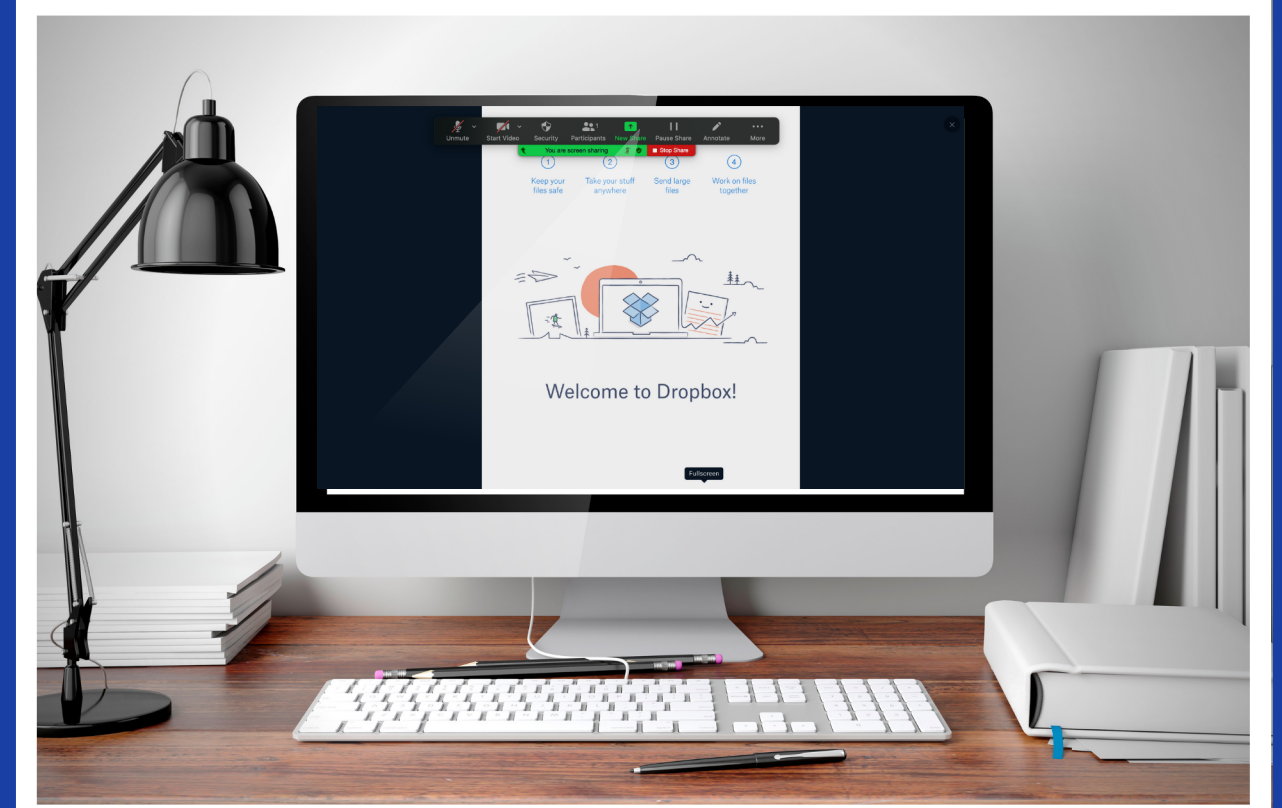 Unmute
Start Video
Security
Participants
1
New Share
Pause Share
Annotate
More
You are screen sharing
Stop Share
1
2
3
4
Keep your
files safe
Take your stuff
anywhere
Send large
files
Work on files
together
Welcome to Dropbox!
Fullscreen